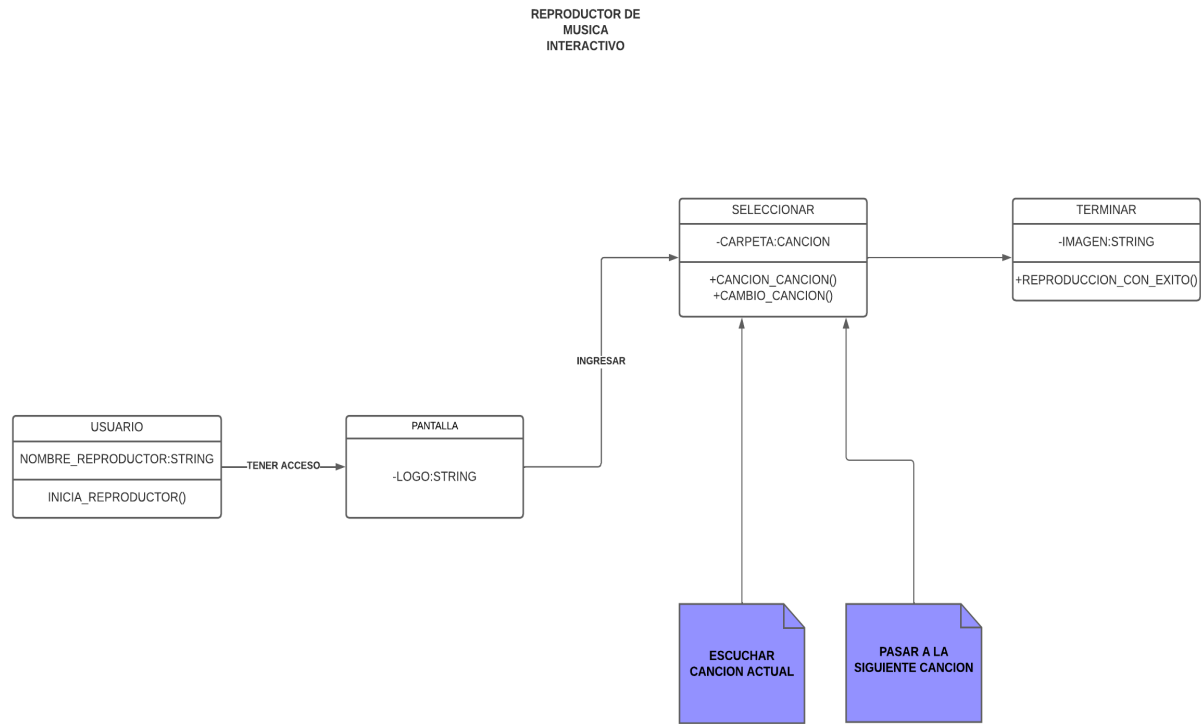 REPRODUCTOR DE
MUSICA
INTERACTIVO
SELECCIONAR
-CARPETA:CANCION
+CANCION_CANCION()
+CAMBIO_CANCION()
TERMINAR
-IMAGEN:STRING
+REPRODUCCION_CON_EXITO()
INGRESAR
USUARIO
NOMBRE_REPRODUCTOR:STRING
INICIA_REPRODUCTOR()
TENER ACCESO
PANTALLA
-LOGO:STRING
ESCUCHAR
CANCION ACTUAL
PASAR A LA
SIGUIENTE CANCION